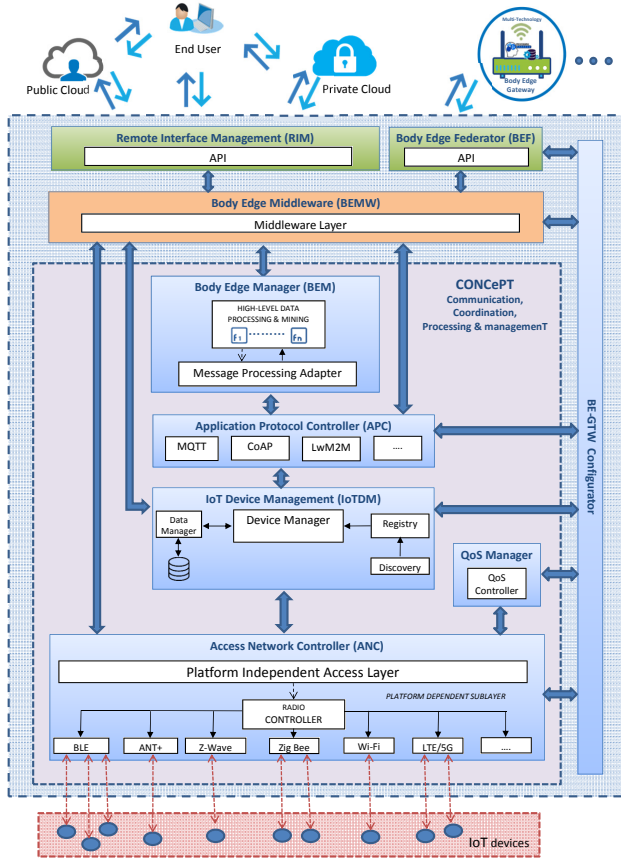 Multi-Technology
Body Edge
Gateway
End User
Public Cloud
Private Cloud
Remote Interface Management (RIM)
API
Body Edge Federator (BEF)
API
Body Edge Middleware (BEMW)
Middleware Layer
Body Edge Manager (BEM)
HIGH-LEVEL DATA
PROCESSING & MINING
f1 ......... fn
Message Processing Adapter
CONCePT
Communication,
Coordination,
Processing & managemenT
Application Protocol Controller (APC)
MQTT
CoAP
LwM2M
....
IoT Device Management (IoTDM)
Data
Manager
Device Manager
Registry
Discovery
QoS Manager
QoS
Controller
BE-GTW Configurator
Access Network Controller (ANC)
Platform Independent Access Layer
PLATFORM DEPENDENT SUBLAYER
RADIO
CONTROLLER
BLE
ANT+
Z-Wave
Zig Bee
Wi-Fi
LTE/5G
....
IoT devices